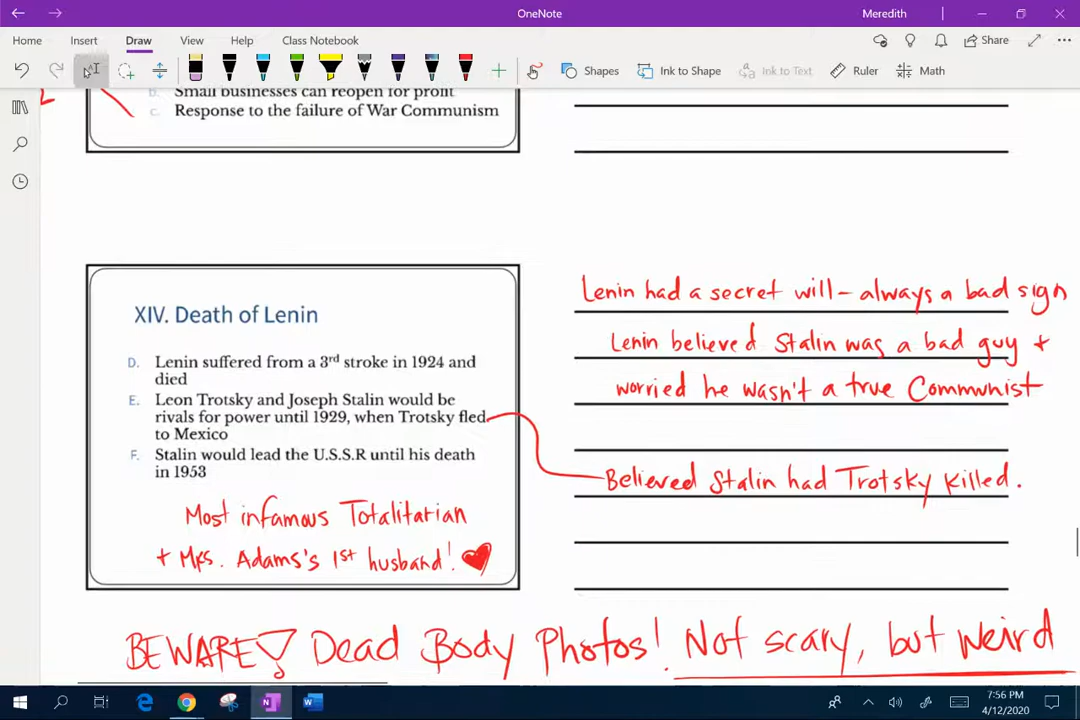 OneNote
Meredith
Home Insert Draw View Help Class Notebook
Share
Shapes Ink to Shape Ink to Text Ruler Math
b. Small businesses can reopen for profit
c. Response to the failure of War Communism
XIV. Death of Lenin
D. Lenin suffered from a 3rd stroke in 1924 and
died
E. Leon Trotsky and Joseph Stalin would be
rivals for power until 1929, when Trotsky fled
to Mexico
F. Stalin would lead the U.S.S.R until his death
in 1953
Most infamous Totalitarian
+ Mrs. Adams's 1st husband!
Lenin had a secret will - always a bad sign
Lenin believed Stalin was a bad guy +
worried he wasn't a true Communist
Believed Stalin had Trotsky killed.
BEWARE! Dead Body Photos! Not scary, but weird
7:56 PM
4/12/2020